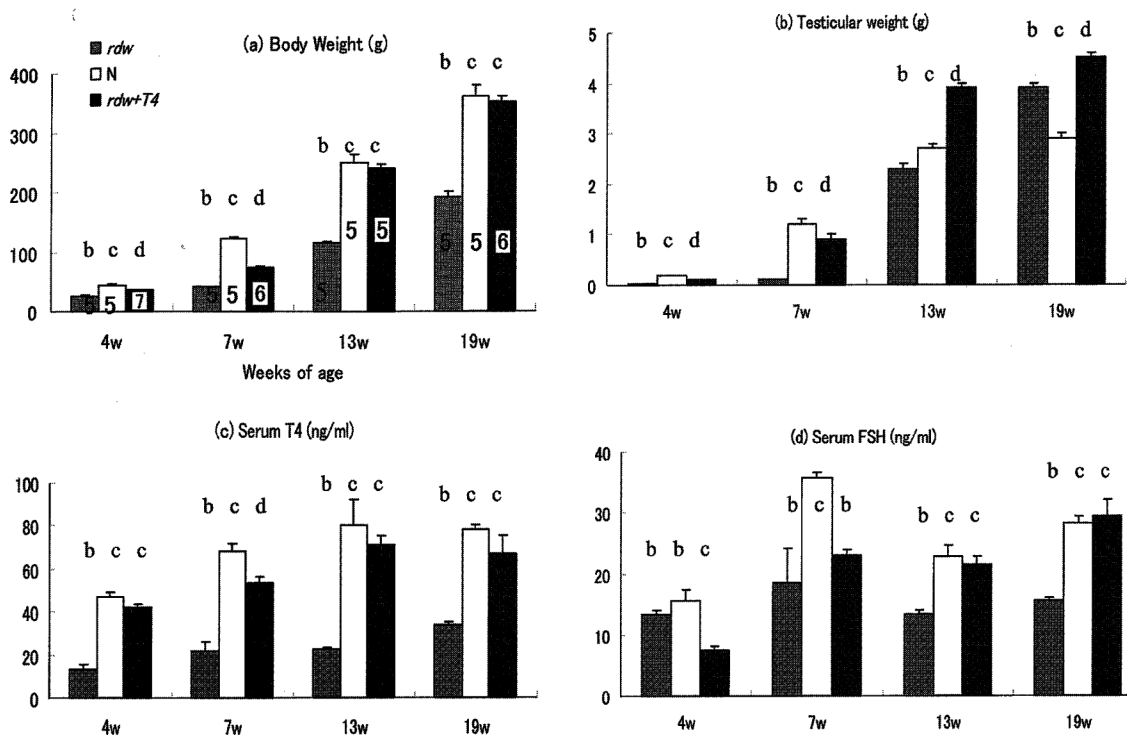 (a) Body Weight (g)
rdw
N
rdw+T4
400
300
200
100
0
b c d
b c d
b c c
b c c
5 5 7
5 5 6
5 5 5
5 5 6
4w 7w 13w 19w
Weeks of age
(b) Testicular weight (g)
5
4
3
2
1
0
b c d
b c d
b c d
b c d
4w 7w 13w 19w
(c) Serum T4 (ng/ml)
100
80
60
40
20
0
b c c
b c d
b c c
b c c
4w 7w 13w 19w
(d) Serum FSH (ng/ml)
40
30
20
10
0
b b c
b c b
b c c
b c c
4w 7w 13w 19w